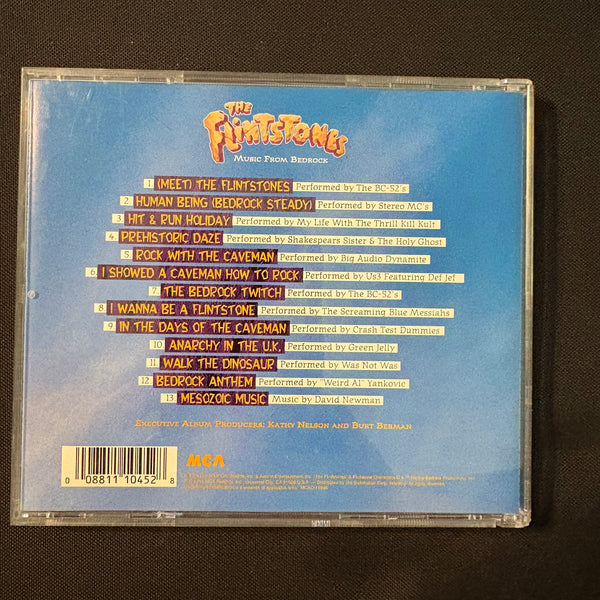 THE
FLINTSTONES
MUSIC FROM BEDROCK
1. (MEET) THE FLINTSTONES Performed by The BC-52's
2. HUMAN BEING (BEDROCK STEADY) Performed by Stereo MC's
3. HIT & RUN HOLIDAY Performed by My Life With The Thrill Kill Kult
4. PREHISTORIC DAZE Performed by Shakespears Sister & The Holy Ghost
5. ROCK WITH THE CAVEMAN Performed by Big Audio Dynamite
6. I SHOWED A CAVEMAN HOW TO ROCK Performed by Us3 Featuring Def Jef
7. THE BEDROCK TWITCH Performed by The BC-52's
8. I WANNA BE A FLINTSTONE Performed by The Screaming Blue Messiahs
9. IN THE DAYS OF THE CAVEMAN Performed by Crash Test Dummies
10. ANARCHY IN THE U.K. Performed by Green Jelly
11. WALK THE DINOSAUR Performed by Was Not Was
12. BEDROCK ANTHEM Performed by "Weird Al" Yankovic
13. MESOZOIC MUSIC Music by David Newman
EXECUTIVE ALBUM PRODUCERS: KATHY NELSON AND BURT BERMAN
MCA
0 08811 10452 8